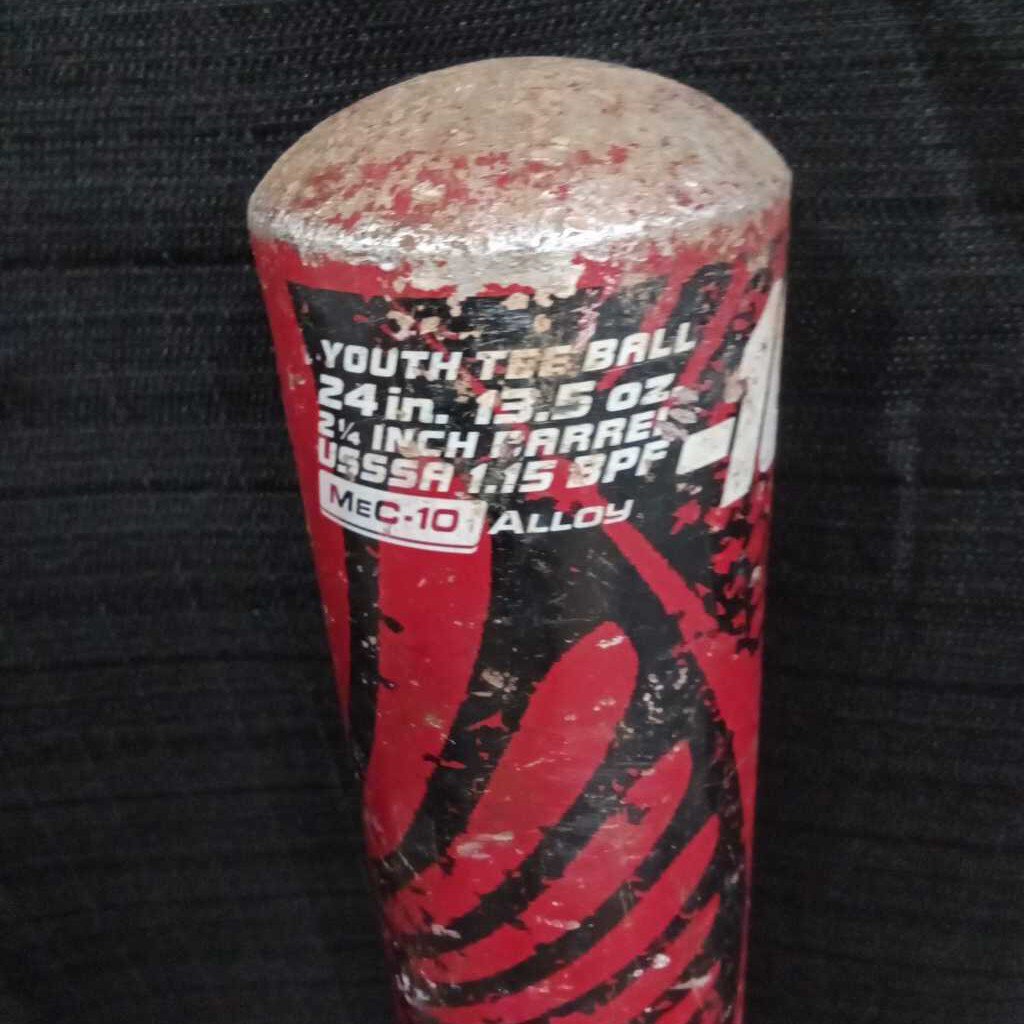 YOUTH TEE BALL
24 in. 13.5 oz.
2¼ INCH BARREL
USSSA 1.15 BPF
MeC-10 ALLOY